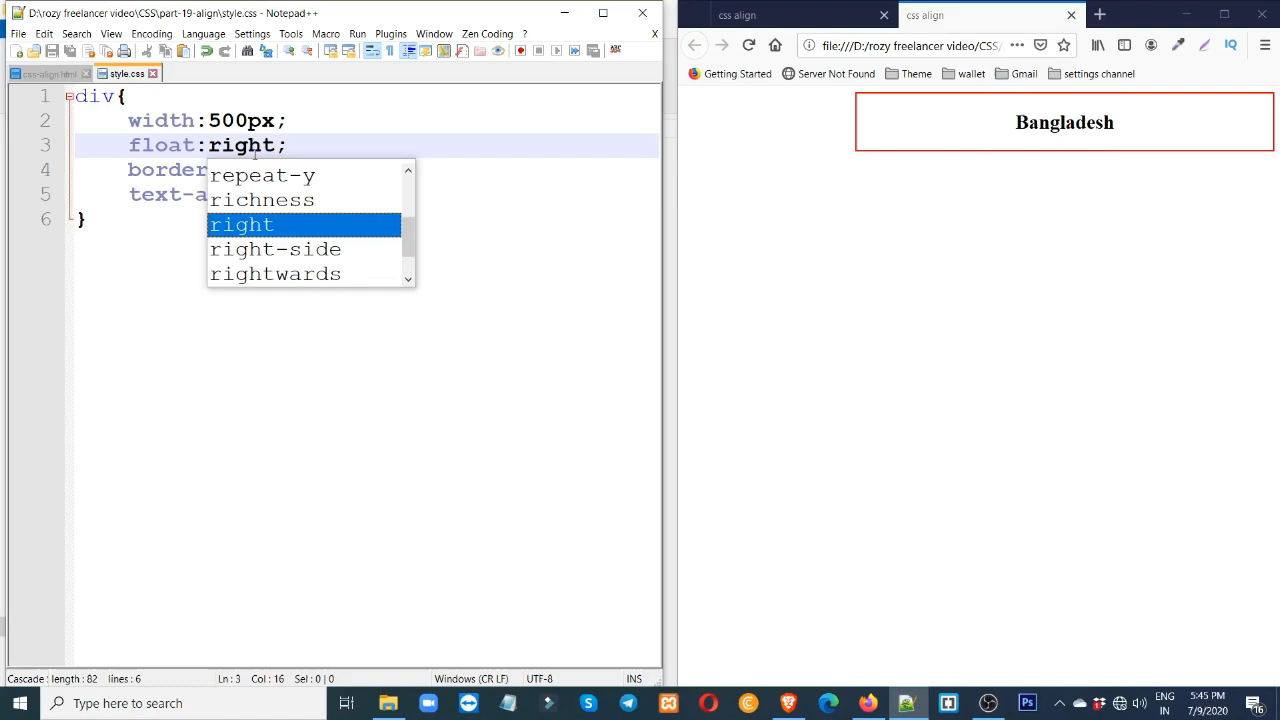 D:\rozy freelancer video\CSS\part-19-align\style.css - Notepad++
File Edit Search View Encoding Language Settings Tools Macro Run Plugins Window Zen Coding ? X
css-align.html style.css
1 div{
2 width:500px;
3 float:right;
4 border
5 text-a
6 }
repeat-y
richness
right
right-side
rightwards
Cascade length : 82 lines : 6 Ln : 3 Col : 16 Sel : 0 | 0 Windows (CR LF) UTF-8 INS
css align css align
file:///D:/rozy freelancer video/CSS/
Getting Started Server Not Found Theme wallet Gmail settings channel
Bangladesh
Type here to search
ENG
IN
5:45 PM
7/9/2020
16